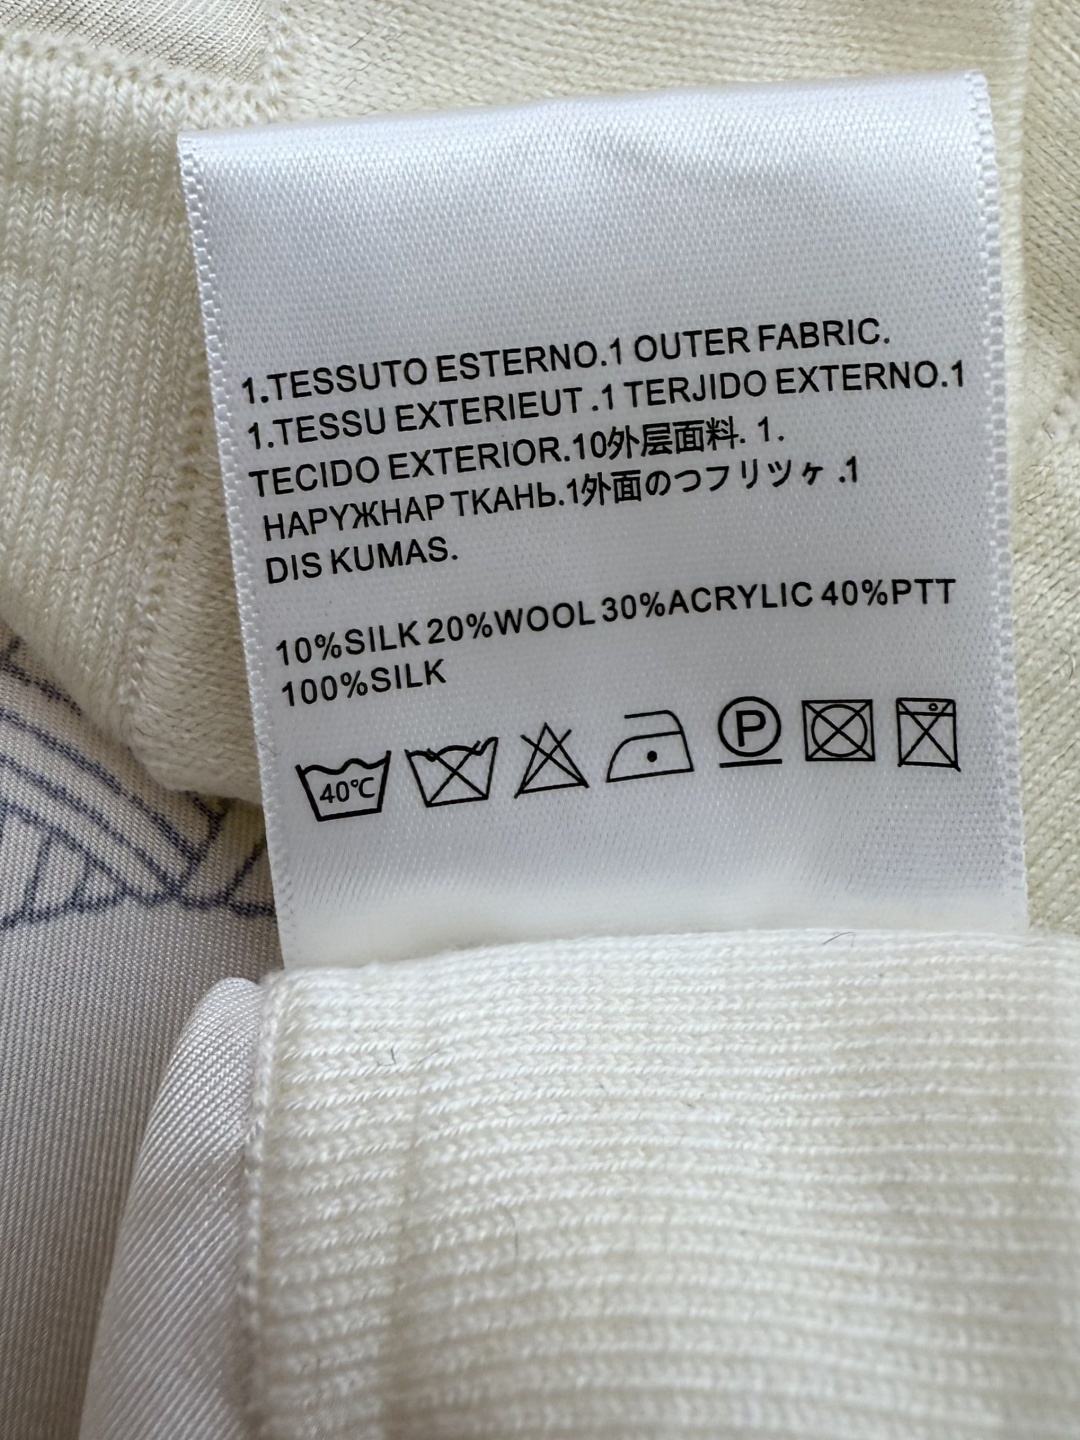 1.TESSUTO ESTERNO.1 OUTER FABRIC.
1.TESSU EXTERIEUT .1 TERJIDO EXTERNO.1
TECIDO EXTERIOR.10外层面料. 1.
НАРУЖНАР ТКАНЬ.1外面のつフリツヶ .1
DIS KUMAS.
10%SILK 20%WOOL 30%ACRYLIC 40%PTT
100%SILK
40℃ P